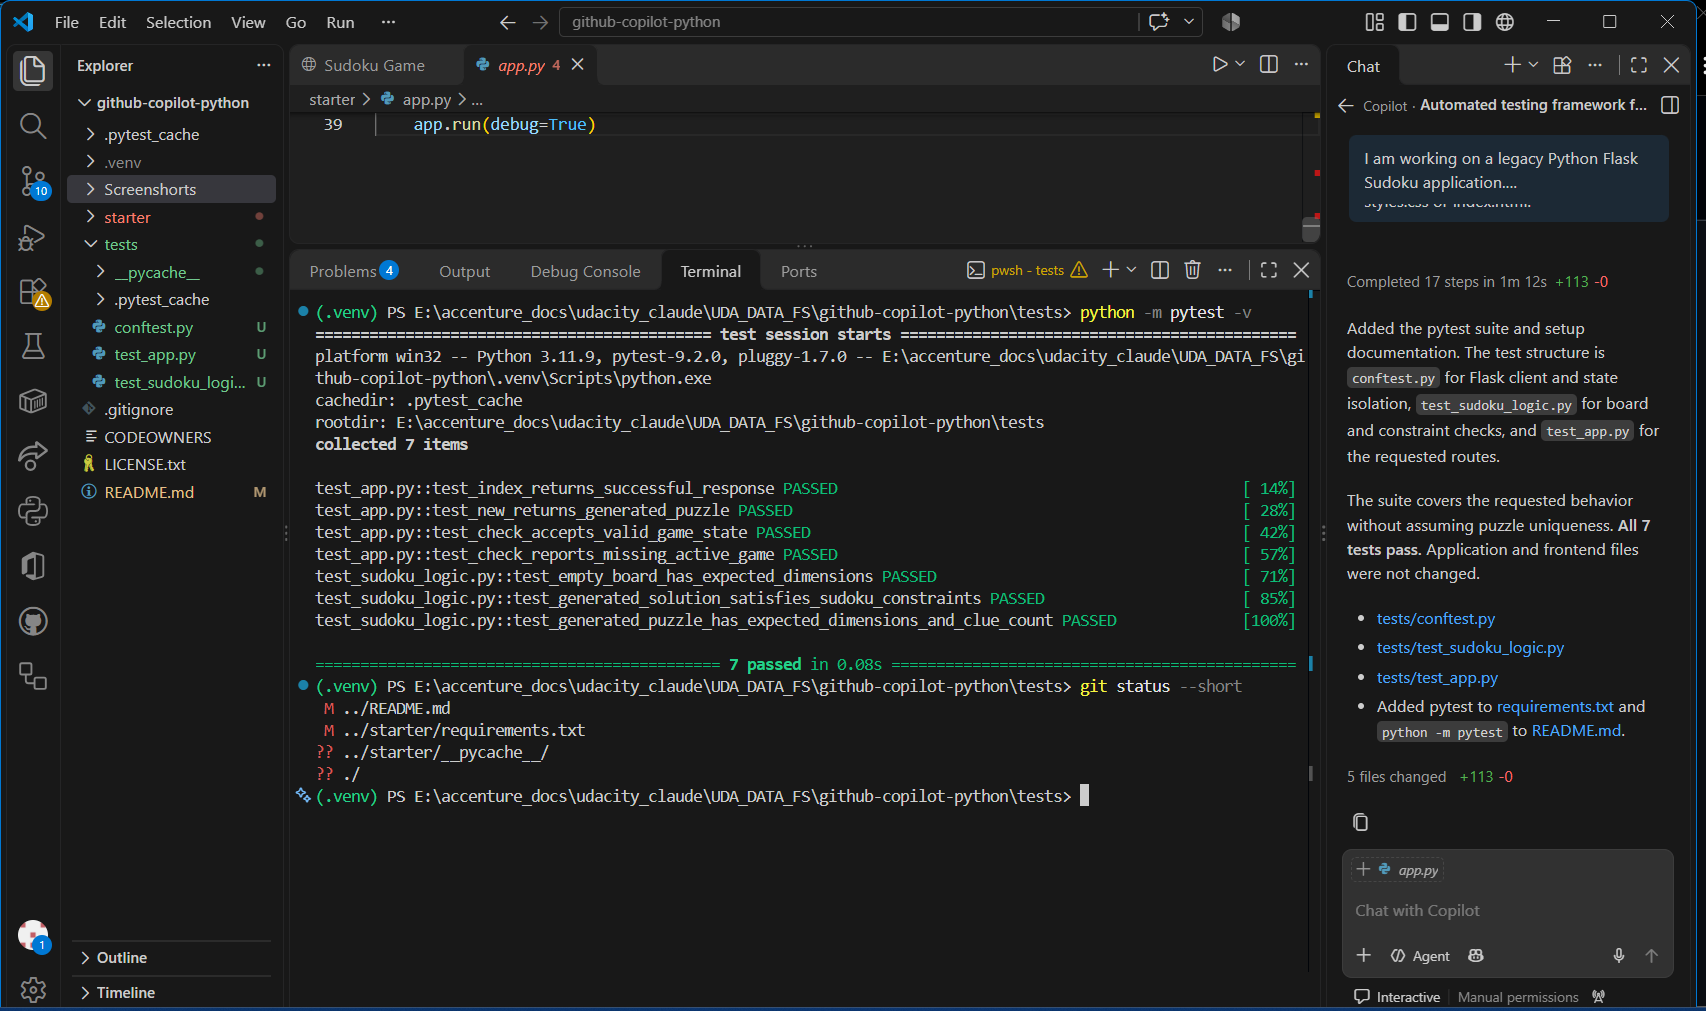 File Edit Selection View Go Run ···
github-copilot-python
Explorer
github-copilot-python
.pytest_cache
.venv
Screenshorts
starter
tests
__pycache__
.pytest_cache
conftest.py U
test_app.py U
test_sudoku_logi... U
.gitignore
CODEOWNERS
LICENSE.txt
README.md M
Outline
Timeline
10
1
Sudoku Game
app.py 4
starter > app.py > ...
39 app.run(debug=True)
Problems 4 Output Debug Console Terminal Ports
pwsh - tests
(.venv) PS E:\accenture_docs\udacity_claude\UDA_DATA_FS\github-copilot-python\tests> python -m pytest -v
============================================ test session starts ============================================
platform win32 -- Python 3.11.9, pytest-9.2.0, pluggy-1.7.0 -- E:\accenture_docs\udacity_claude\UDA_DATA_FS\gi
thub-copilot-python\.venv\Scripts\python.exe
cachedir: .pytest_cache
rootdir: E:\accenture_docs\udacity_claude\UDA_DATA_FS\github-copilot-python\tests
collected 7 items
test_app.py::test_index_returns_successful_response PASSED [ 14%]
test_app.py::test_new_returns_generated_puzzle PASSED [ 28%]
test_app.py::test_check_accepts_valid_game_state PASSED [ 42%]
test_app.py::test_check_reports_missing_active_game PASSED [ 57%]
test_sudoku_logic.py::test_empty_board_has_expected_dimensions PASSED [ 71%]
test_sudoku_logic.py::test_generated_solution_satisfies_sudoku_constraints PASSED [ 85%]
test_sudoku_logic.py::test_generated_puzzle_has_expected_dimensions_and_clue_count PASSED [100%]
============================================= 7 passed in 0.08s =============================================
(.venv) PS E:\accenture_docs\udacity_claude\UDA_DATA_FS\github-copilot-python\tests> git status --short
M ../README.md
M ../starter/requirements.txt
?? ../starter/__pycache__/
?? ./
(.venv) PS E:\accenture_docs\udacity_claude\UDA_DATA_FS\github-copilot-python\tests>
Chat
Copilot · Automated testing framework f...
I am working on a legacy Python Flask
Sudoku application....
styles.css or index.html.
Completed 17 steps in 1m 12s +113 -0
Added the pytest suite and setup
documentation. The test structure is
conftest.py for Flask client and state
isolation, test_sudoku_logic.py for board
and constraint checks, and test_app.py for
the requested routes.
The suite covers the requested behavior
without assuming puzzle uniqueness. All 7
tests pass. Application and frontend files
were not changed.
• tests/conftest.py
• tests/test_sudoku_logic.py
• tests/test_app.py
• Added pytest to requirements.txt and
python -m pytest to README.md.
5 files changed +113 -0
app.py
Chat with Copilot
Agent
Interactive Manual permissions